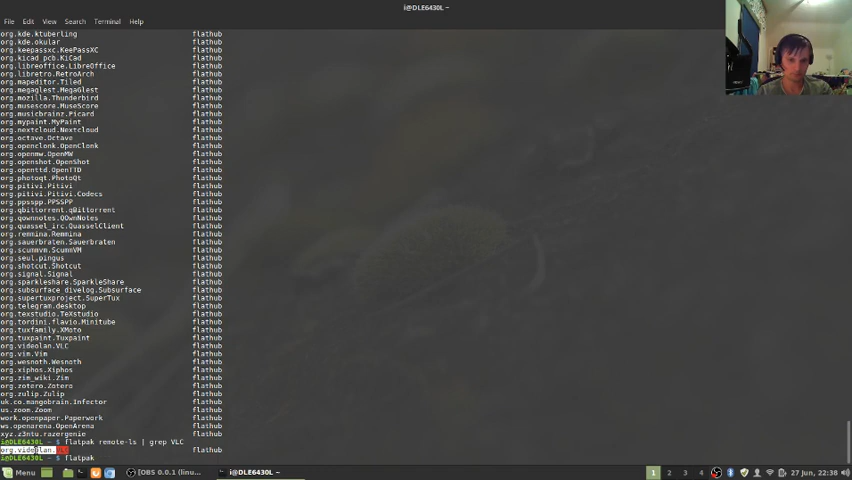 i@DLE6430L ~
File Edit View Search Terminal Help
org.kde.ktuberling flathub
org.kde.okular flathub
org.keepassxc.KeePassXC flathub
org.kicad_pcb.KiCad flathub
org.libreoffice.LibreOffice flathub
org.libretro.RetroArch flathub
org.mapeditor.Tiled flathub
org.megaglest.MegaGlest flathub
org.mozilla.Thunderbird flathub
org.musescore.MuseScore flathub
org.musicbrainz.Picard flathub
org.mypaint.MyPaint flathub
org.nextcloud.Nextcloud flathub
org.octave.Octave flathub
org.openclonk.OpenClonk flathub
org.openmw.OpenMW flathub
org.openshot.OpenShot flathub
org.openttd.OpenTTD flathub
org.photoqt.PhotoQt flathub
org.pitivi.Pitivi flathub
org.pitivi.Pitivi.Codecs flathub
org.ppsspp.PPSSPP flathub
org.qbittorrent.qBittorrent flathub
org.qownnotes.QOwnNotes flathub
org.quassel_irc.QuasselClient flathub
org.remmina.Remmina flathub
org.sauerbraten.Sauerbraten flathub
org.scummvm.ScummVM flathub
org.seul.pingus flathub
org.shotcut.Shotcut flathub
org.signal.Signal flathub
org.sparkleshare.SparkleShare flathub
org.subsurface_divelog.Subsurface flathub
org.supertuxproject.SuperTux flathub
org.telegram.desktop flathub
org.texstudio.TeXstudio flathub
org.tordini.flavio.Minitube flathub
org.tuxfamily.XMoto flathub
org.tuxpaint.Tuxpaint flathub
org.videolan.VLC flathub
org.vim.Vim flathub
org.wesnoth.Wesnoth flathub
org.xiphos.Xiphos flathub
org.zim_wiki.Zim flathub
org.zotero.Zotero flathub
org.zulip.Zulip flathub
uk.co.mangobrain.Infector flathub
us.zoom.Zoom flathub
work.openpaper.Paperwork flathub
ws.openarena.OpenArena flathub
xyz.z3ntu.razergenie flathub
i@DLE6430L ~ $ flatpak remote-ls | grep VLC
org.videolan.VLC flathub
i@DLE6430L ~ $ flatpak
Menu [OBS 0.0.1 (linu... i@DLE6430L ~ 1 2 3 4 27 Jun, 22:38